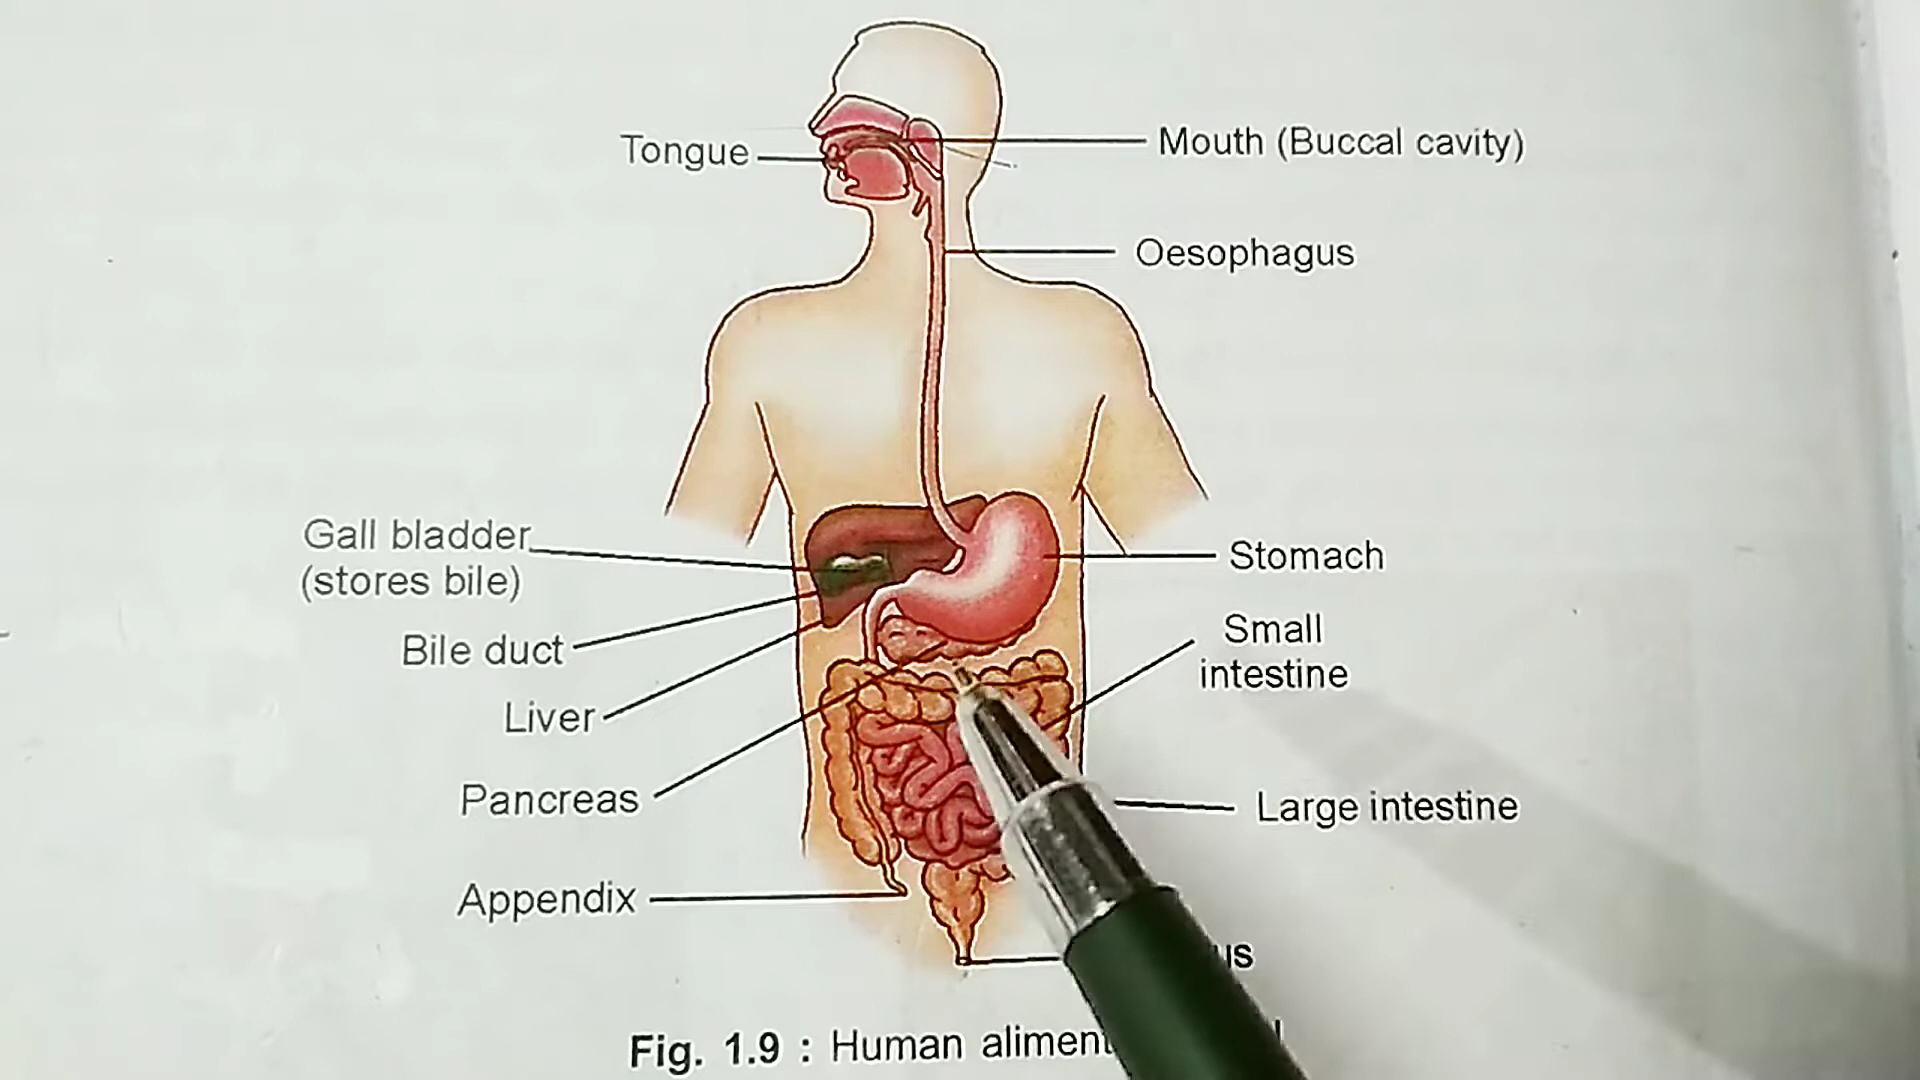 Tongue
Mouth (Buccal cavity)
Oesophagus
Gall bladder
(stores bile)
Bile duct
Liver
Pancreas
Appendix
Stomach
Small
intestine
Large intestine
Fig. 1.9 : Human